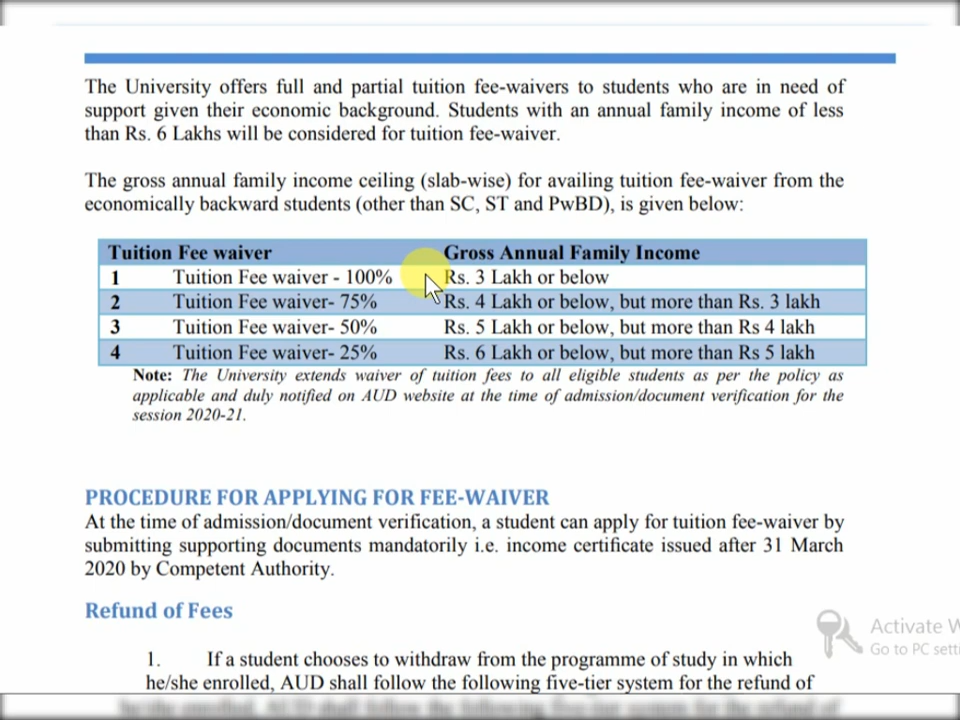 The University offers full and partial tuition fee-waivers to students who are in need of
support given their economic background. Students with an annual family income of less
than Rs. 6 Lakhs will be considered for tuition fee-waiver.
The gross annual family income ceiling (slab-wise) for availing tuition fee-waiver from the
economically backward students (other than SC, ST and PwBD), is given below:
Tuition Fee waiver Gross Annual Family Income
1 Tuition Fee waiver - 100% Rs. 3 Lakh or below
2 Tuition Fee waiver- 75% Rs. 4 Lakh or below, but more than Rs. 3 lakh
3 Tuition Fee waiver- 50% Rs. 5 Lakh or below, but more than Rs 4 lakh
4 Tuition Fee waiver- 25% Rs. 6 Lakh or below, but more than Rs 5 lakh
Note: The University extends waiver of tuition fees to all eligible students as per the policy as
applicable and duly notified on AUD website at the time of admission/document verification for the
session 2020-21.
PROCEDURE FOR APPLYING FOR FEE-WAIVER
At the time of admission/document verification, a student can apply for tuition fee-waiver by
submitting supporting documents mandatorily i.e. income certificate issued after 31 March
2020 by Competent Authority.
Refund of Fees
Activate W
Go to PC setti
1. If a student chooses to withdraw from the programme of study in which
he/she enrolled, AUD shall follow the following five-tier system for the refund of